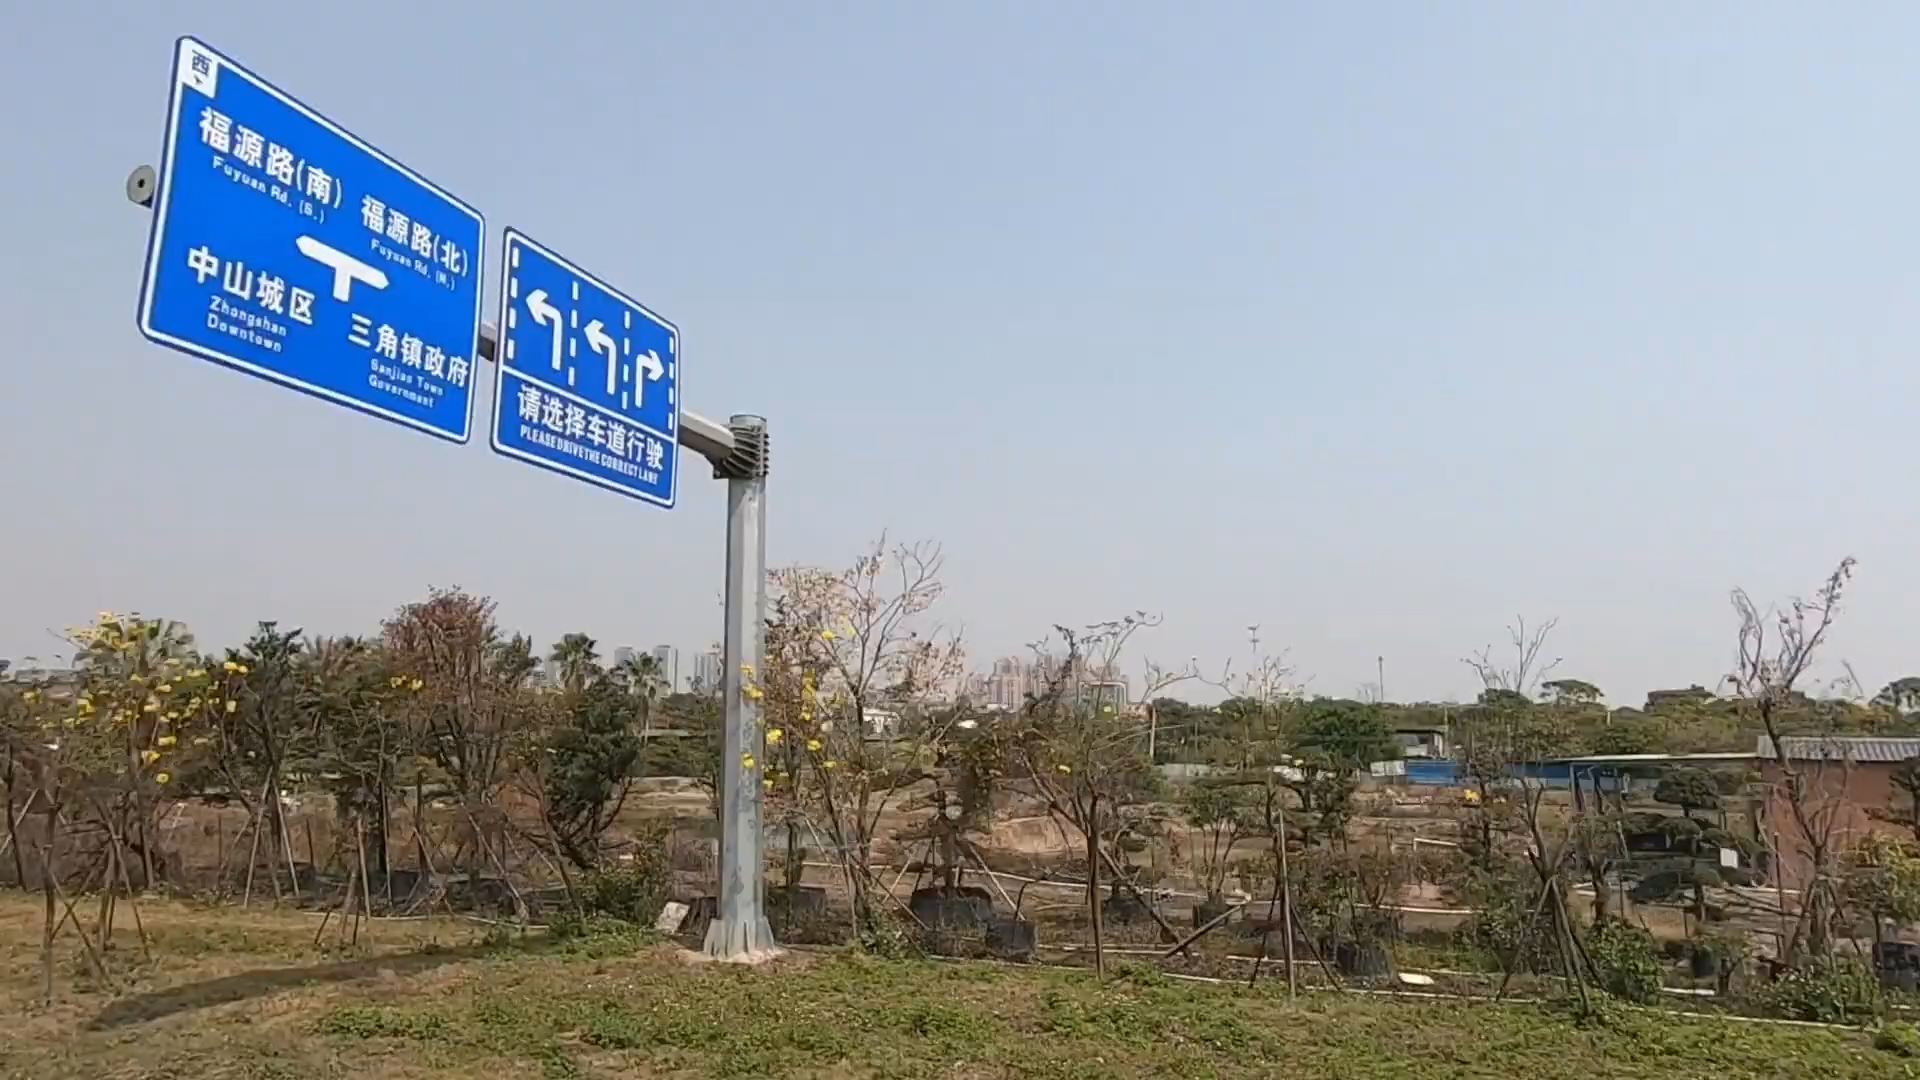 西
福源路(南)
Fuyuan Rd. (S.)
福源路(北)
Fuyuan Rd. (N.)
中山城区
Zhongshan
Downtown
三角镇政府
Sanjiao Town
Government
请选择车道行驶
PLEASE DRIVE THE CORRECT LANE